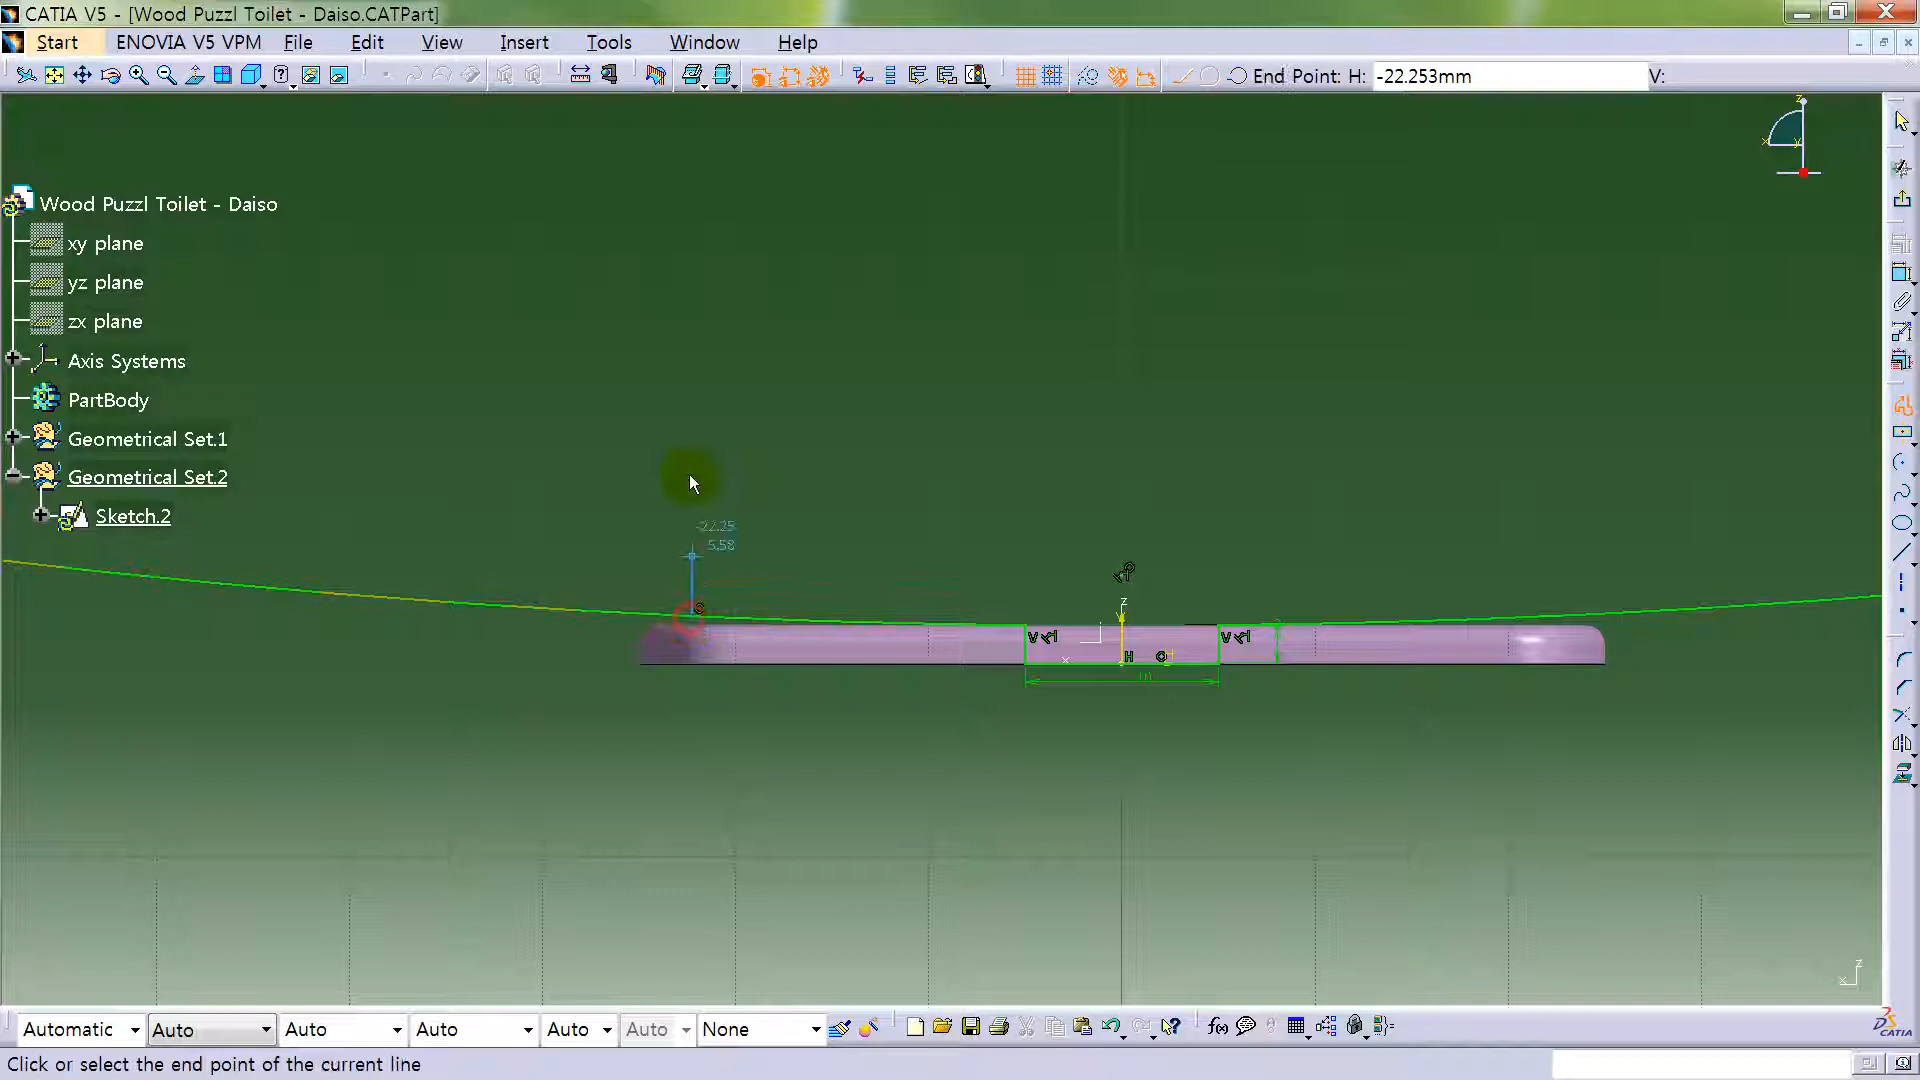 CATIA V5 - [Wood Puzzl Toilet - Daiso.CATPart]
Start ENOVIA V5 VPM File Edit View Insert Tools Window Help
End Point: H: -22.253mm V:
z
x y
Wood Puzzl Toilet - Daiso
xy plane
yz plane
zx plane
Axis Systems
PartBody
Geometrical Set.1
Geometrical Set.2
Sketch.2
-22.25
5.58
z
V V
H
10
z
x
Automatic Auto Auto Auto Auto Auto None
f(x)
CATIA
Click or select the end point of the current line